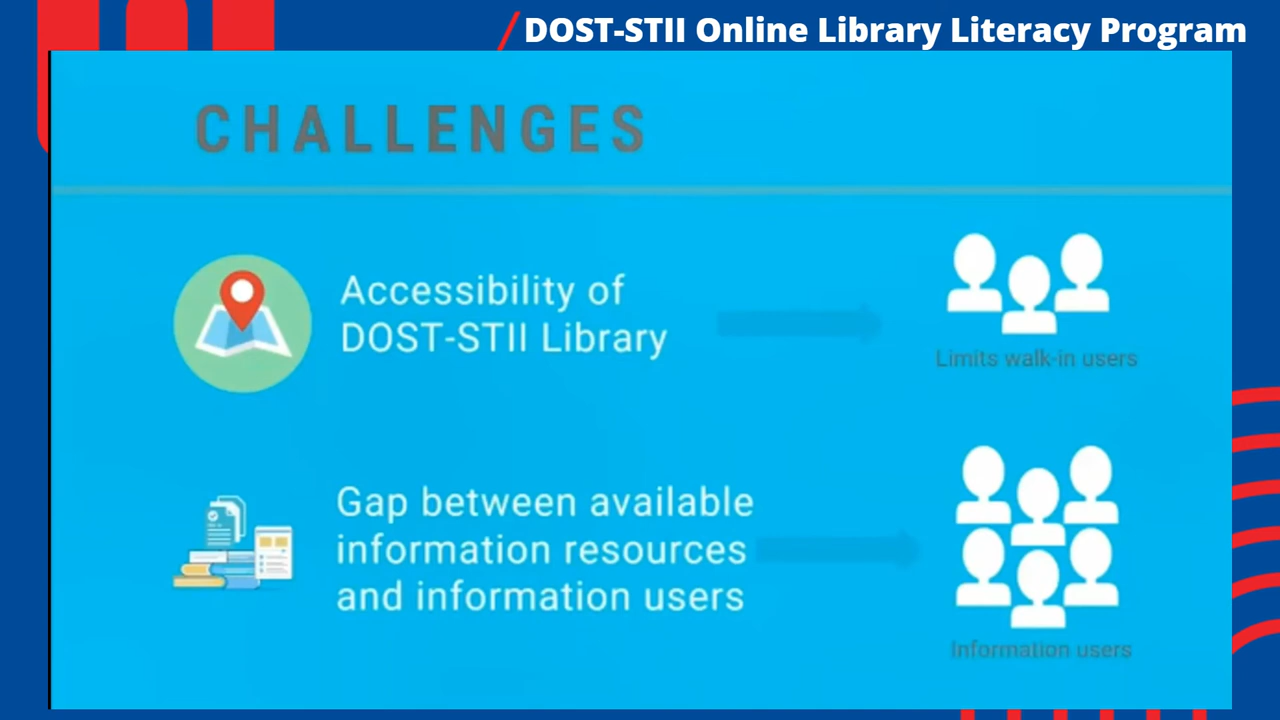 /DOST-STII Online Library Literacy Program
CHALLENGES
Accessibility of
DOST-STII Library
Limits walk-in users
Gap between available
information resources
and information users
Information users